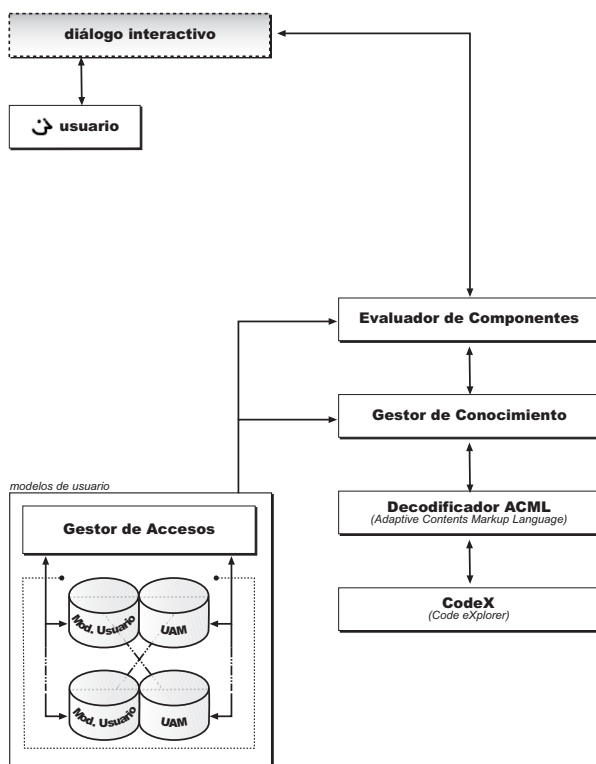 diálogo interactivo
usuario
Evaluador de Componentes
Gestor de Conocimiento
modelos de usuario
Gestor de Accesos
Decodificador ACML
(Adaptive Contents Markup Language)
CodeX
(Code eXplorer)
Mod. Usuario
UAM
Mod. Usuario
UAM